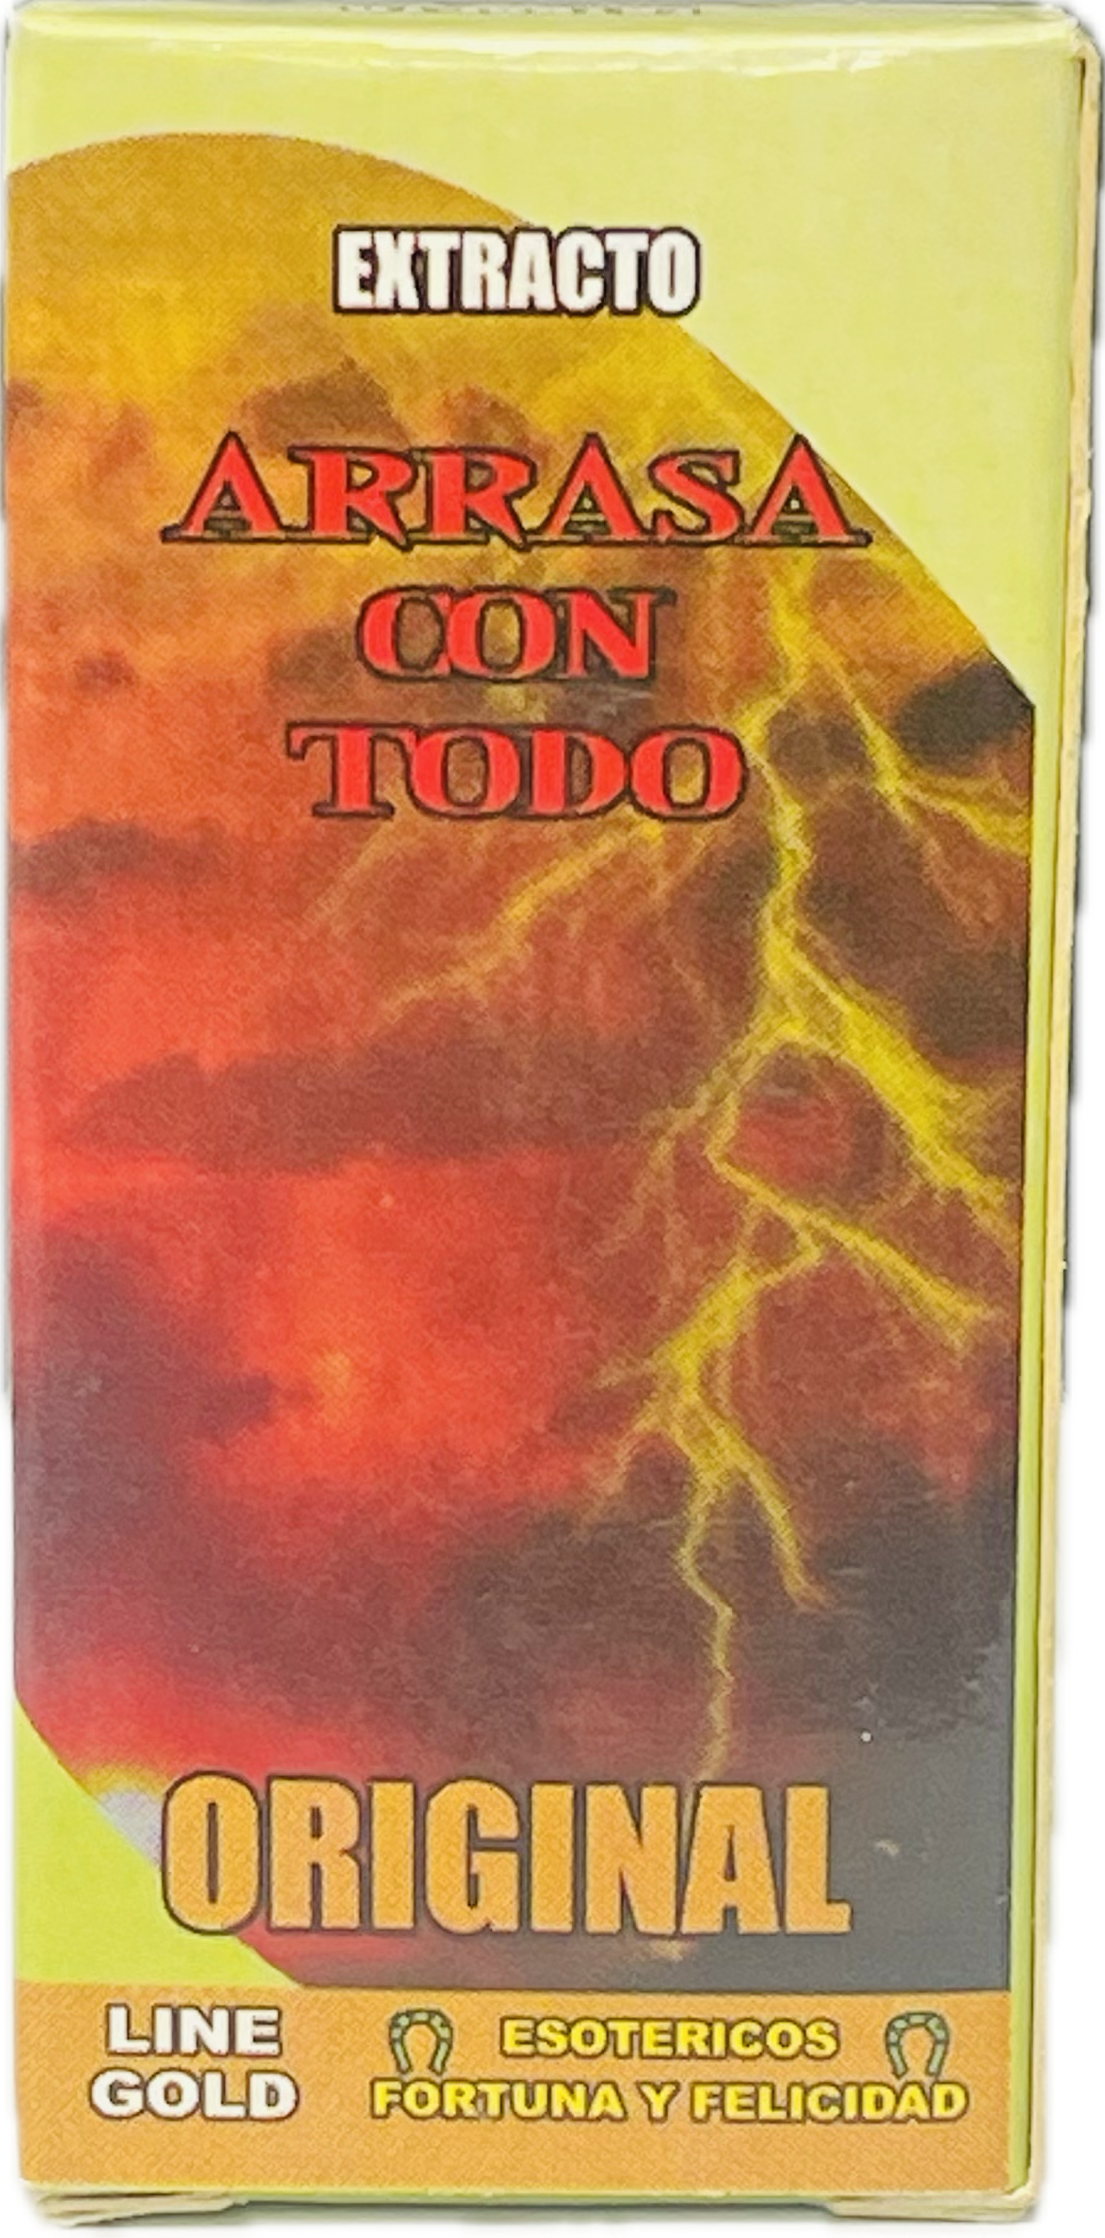 EXTRACTO
ARRASA
CON
TODO
ORIGINAL
LINE
GOLD
ESOTERICOS
FORTUNA Y FELICIDAD